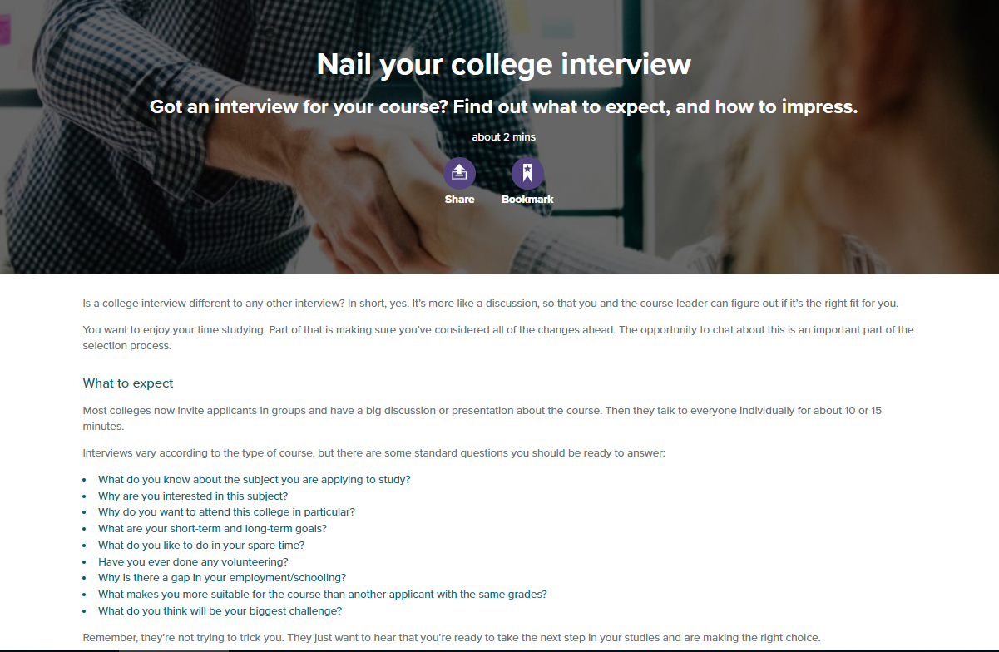 Nail your college interview
Got an interview for your course? Find out what to expect, and how to impress.
about 2 mins
Share Bookmark
Is a college interview different to any other interview? In short, yes. It's more like a discussion, so that you and the course leader can figure out if it's the right fit for you.
You want to enjoy your time studying. Part of that is making sure you've considered all of the changes ahead. The opportunity to chat about this is an important part of the
selection process.
What to expect
Most colleges now invite applicants in groups and have a big discussion or presentation about the course. Then they talk to everyone individually for about 10 or 15
minutes.
Interviews vary according to the type of course, but there are some standard questions you should be ready to answer:
• What do you know about the subject you are applying to study?
• Why are you interested in this subject?
• Why do you want to attend this college in particular?
• What are your short-term and long-term goals?
• What do you like to do in your spare time?
• Have you ever done any volunteering?
• Why is there a gap in your employment/schooling?
• What makes you more suitable for the course than another applicant with the same grades?
• What do you think will be your biggest challenge?
Remember, they're not trying to trick you. They just want to hear that you're ready to take the next step in your studies and are making the right choice.